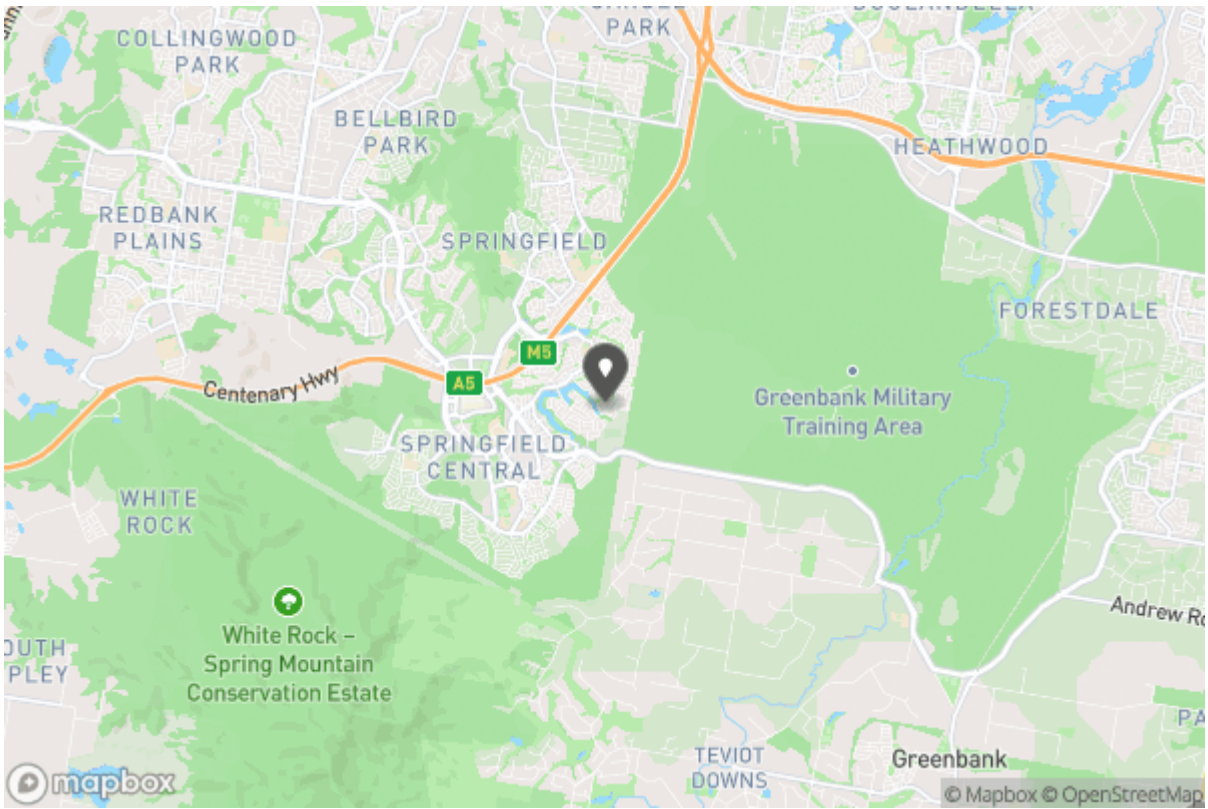 COLLINGWOOD
PARK
PARK
BELLBIRD
PARK
HEATHWOOD
REDBANK
PLAINS
SPRINGFIELD
FORESTDALE
M5
A5
Centenary Hwy
Greenbank Military
Training Area
SPRINGFIELD
CENTRAL
WHITE
ROCK
Andrew
White Rock –
Spring Mountain
Conservation Estate
TEVIOT
DOWNS
Greenbank
mapbox
© Mapbox © OpenStreetMap